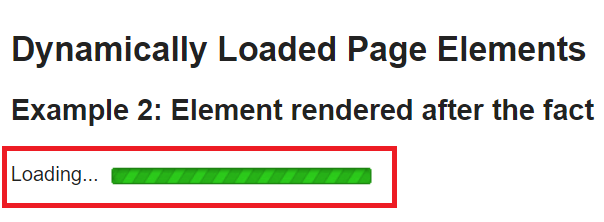 Dynamically Loaded Page Elements
Example 2: Element rendered after the fact
Loading...